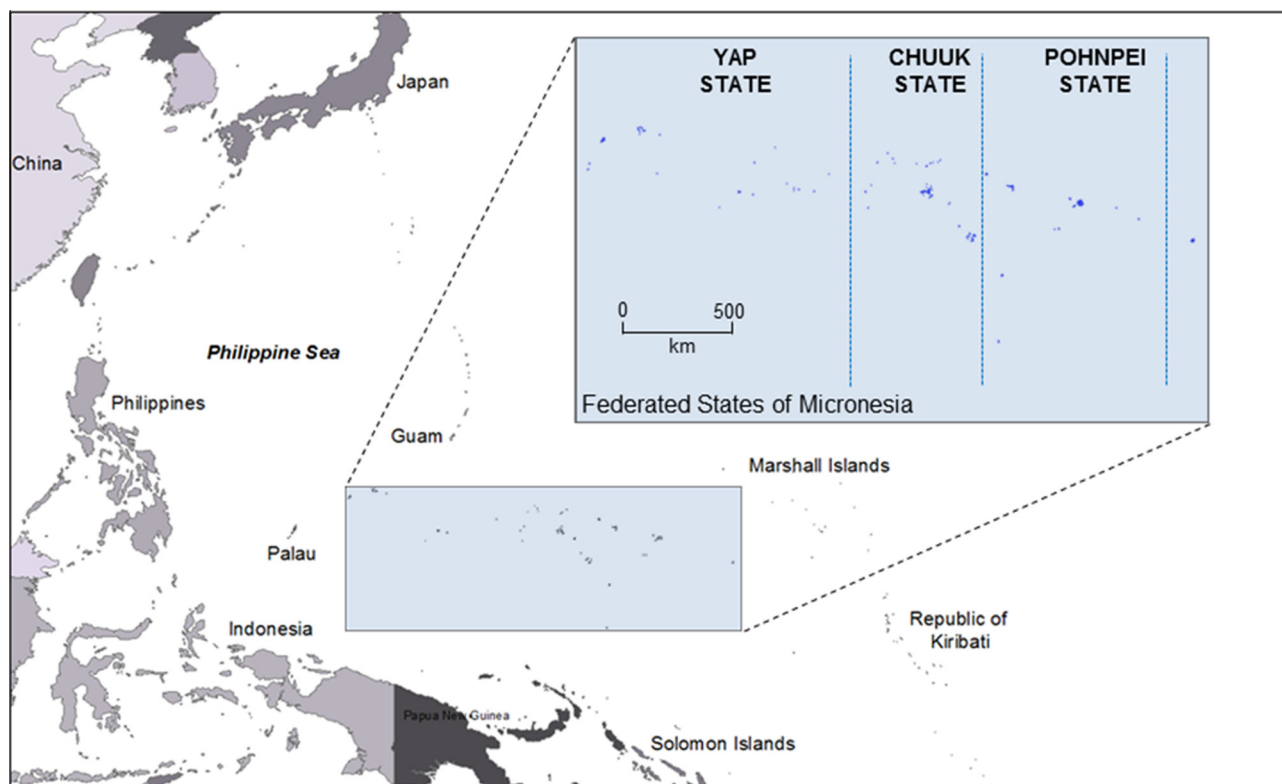 YAP
STATE
CHUUK
STATE
POHNPEI
STATE
Japan
China
0
500
km
Philippine Sea
Philippines
Federated States of Micronesia
Guam
Marshall Islands
Palau
Indonesia
Republic of
Kiribati
Papua New Guinea
Solomon Islands